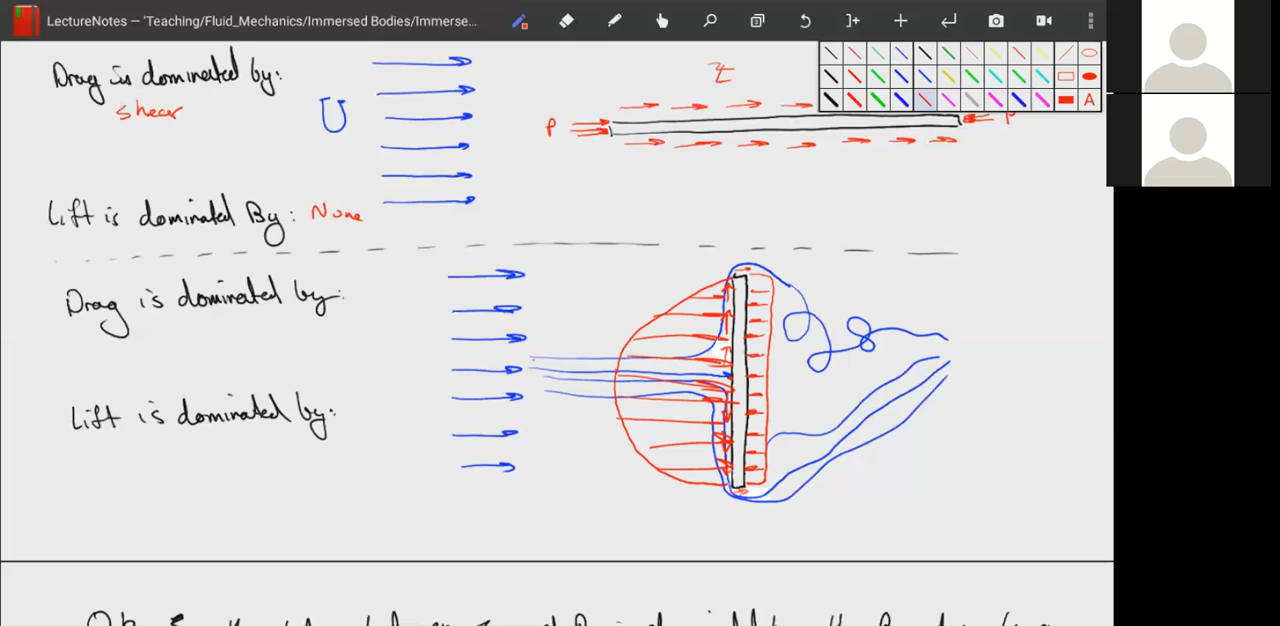 LectureNotes — 'Teaching/Fluid_Mechanics/Immersed Bodies/Immerse...
Drag is dominated by:
shear
U
τ
P
P
Lift is dominated By: None
Drag is dominated by:
Lift is dominated by:
A